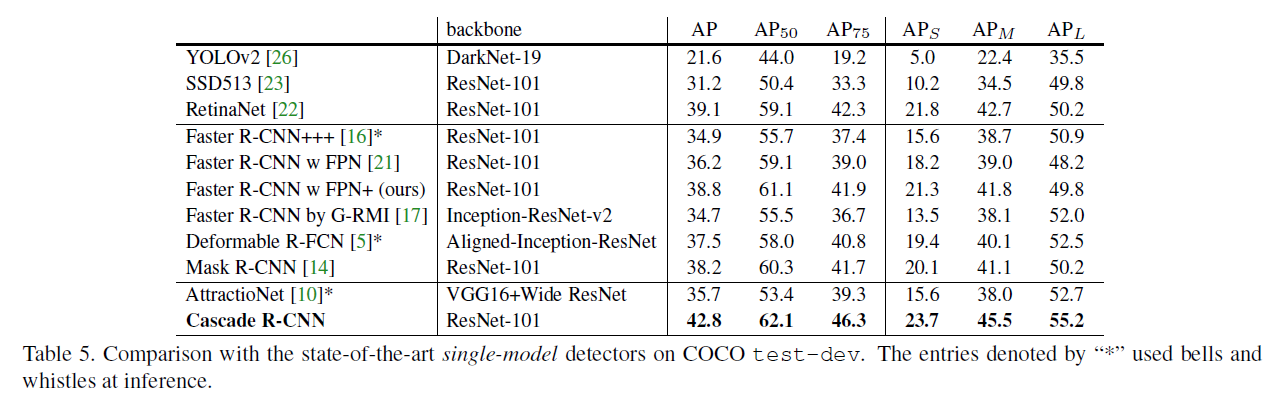 backbone AP AP50 AP75 APS APM APL
YOLOv2 [26] DarkNet-19 21.6 44.0 19.2 5.0 22.4 35.5
SSD513 [23] ResNet-101 31.2 50.4 33.3 10.2 34.5 49.8
RetinaNet [22] ResNet-101 39.1 59.1 42.3 21.8 42.7 50.2
Faster R-CNN+++ [16]* ResNet-101 34.9 55.7 37.4 15.6 38.7 50.9
Faster R-CNN w FPN [21] ResNet-101 36.2 59.1 39.0 18.2 39.0 48.2
Faster R-CNN w FPN+ (ours) ResNet-101 38.8 61.1 41.9 21.3 41.8 49.8
Faster R-CNN by G-RMI [17] Inception-ResNet-v2 34.7 55.5 36.7 13.5 38.1 52.0
Deformable R-FCN [5]* Aligned-Inception-ResNet 37.5 58.0 40.8 19.4 40.1 52.5
Mask R-CNN [14] ResNet-101 38.2 60.3 41.7 20.1 41.1 50.2
AttractioNet [10]* VGG16+Wide ResNet 35.7 53.4 39.3 15.6 38.0 52.7
Cascade R-CNN ResNet-101 42.8 62.1 46.3 23.7 45.5 55.2
Table 5. Comparison with the state-of-the-art single-model detectors on COCO test-dev. The entries denoted by “*” used bells and
whistles at inference.